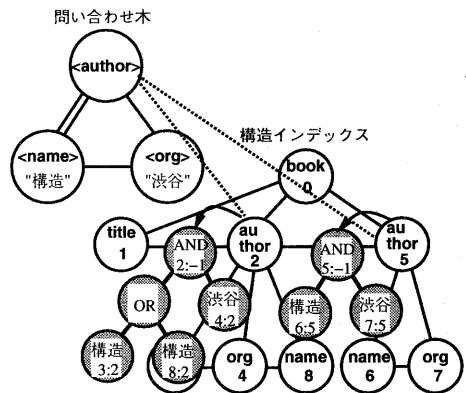 問い合わせ木
<author>
<name>
"構造"
<org>
"渋谷"
構造インデックス
book
0
title
1
AND
2:−1
au
thor
2
AND
5:−1
au
thor
5
OR
渋谷
4:2
構造
6:5
渋谷
7:5
構造
3:2
構造
8:2
org
4
name
8
name
6
org
7